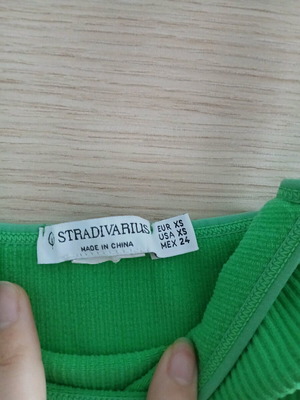 STRADIVARIUS
MADE IN CHINA
EUR XS
USA XS
MEX 24